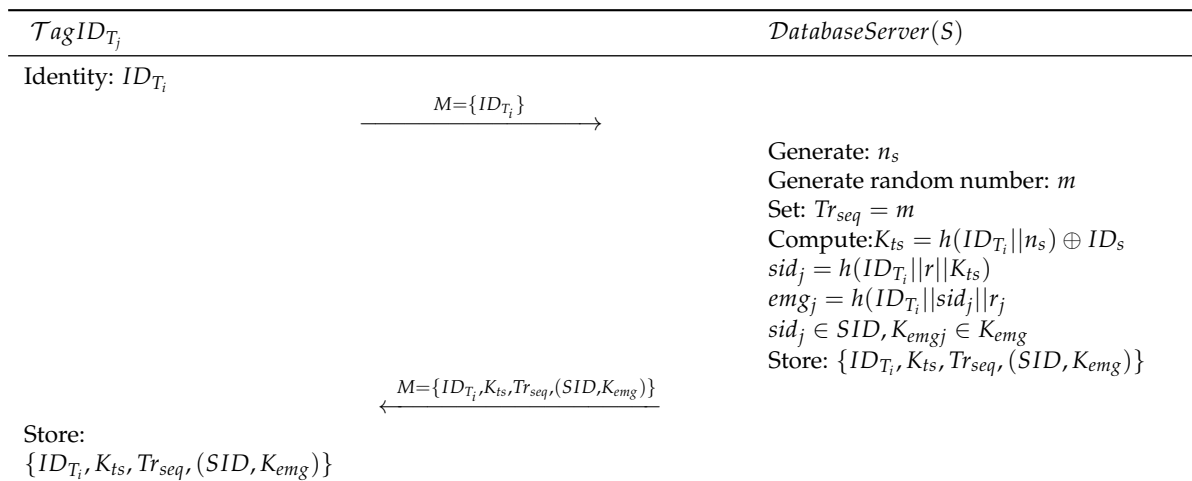 𝒯agID_{T_j} 𝒟atabaseServer(S)
Identity: ID_{T_i}
M={ID_{T_i}}
Generate: n_s
Generate random number: m
Set: Tr_{seq} = m
Compute:K_{ts} = h(ID_{T_i}||n_s) ⊕ ID_s
sid_j = h(ID_{T_i}||r||K_{ts})
emg_j = h(ID_{T_i}||sid_j||r_j
sid_j ∈ SID, K_{emgj} ∈ K_{emg}
Store: {ID_{T_i}, K_{ts}, Tr_{seq}, (SID, K_{emg})}
M={ID_{T_i},K_{ts},Tr_{seq},(SID,K_{emg})}
Store:
{ID_{T_i}, K_{ts}, Tr_{seq}, (SID, K_{emg})}